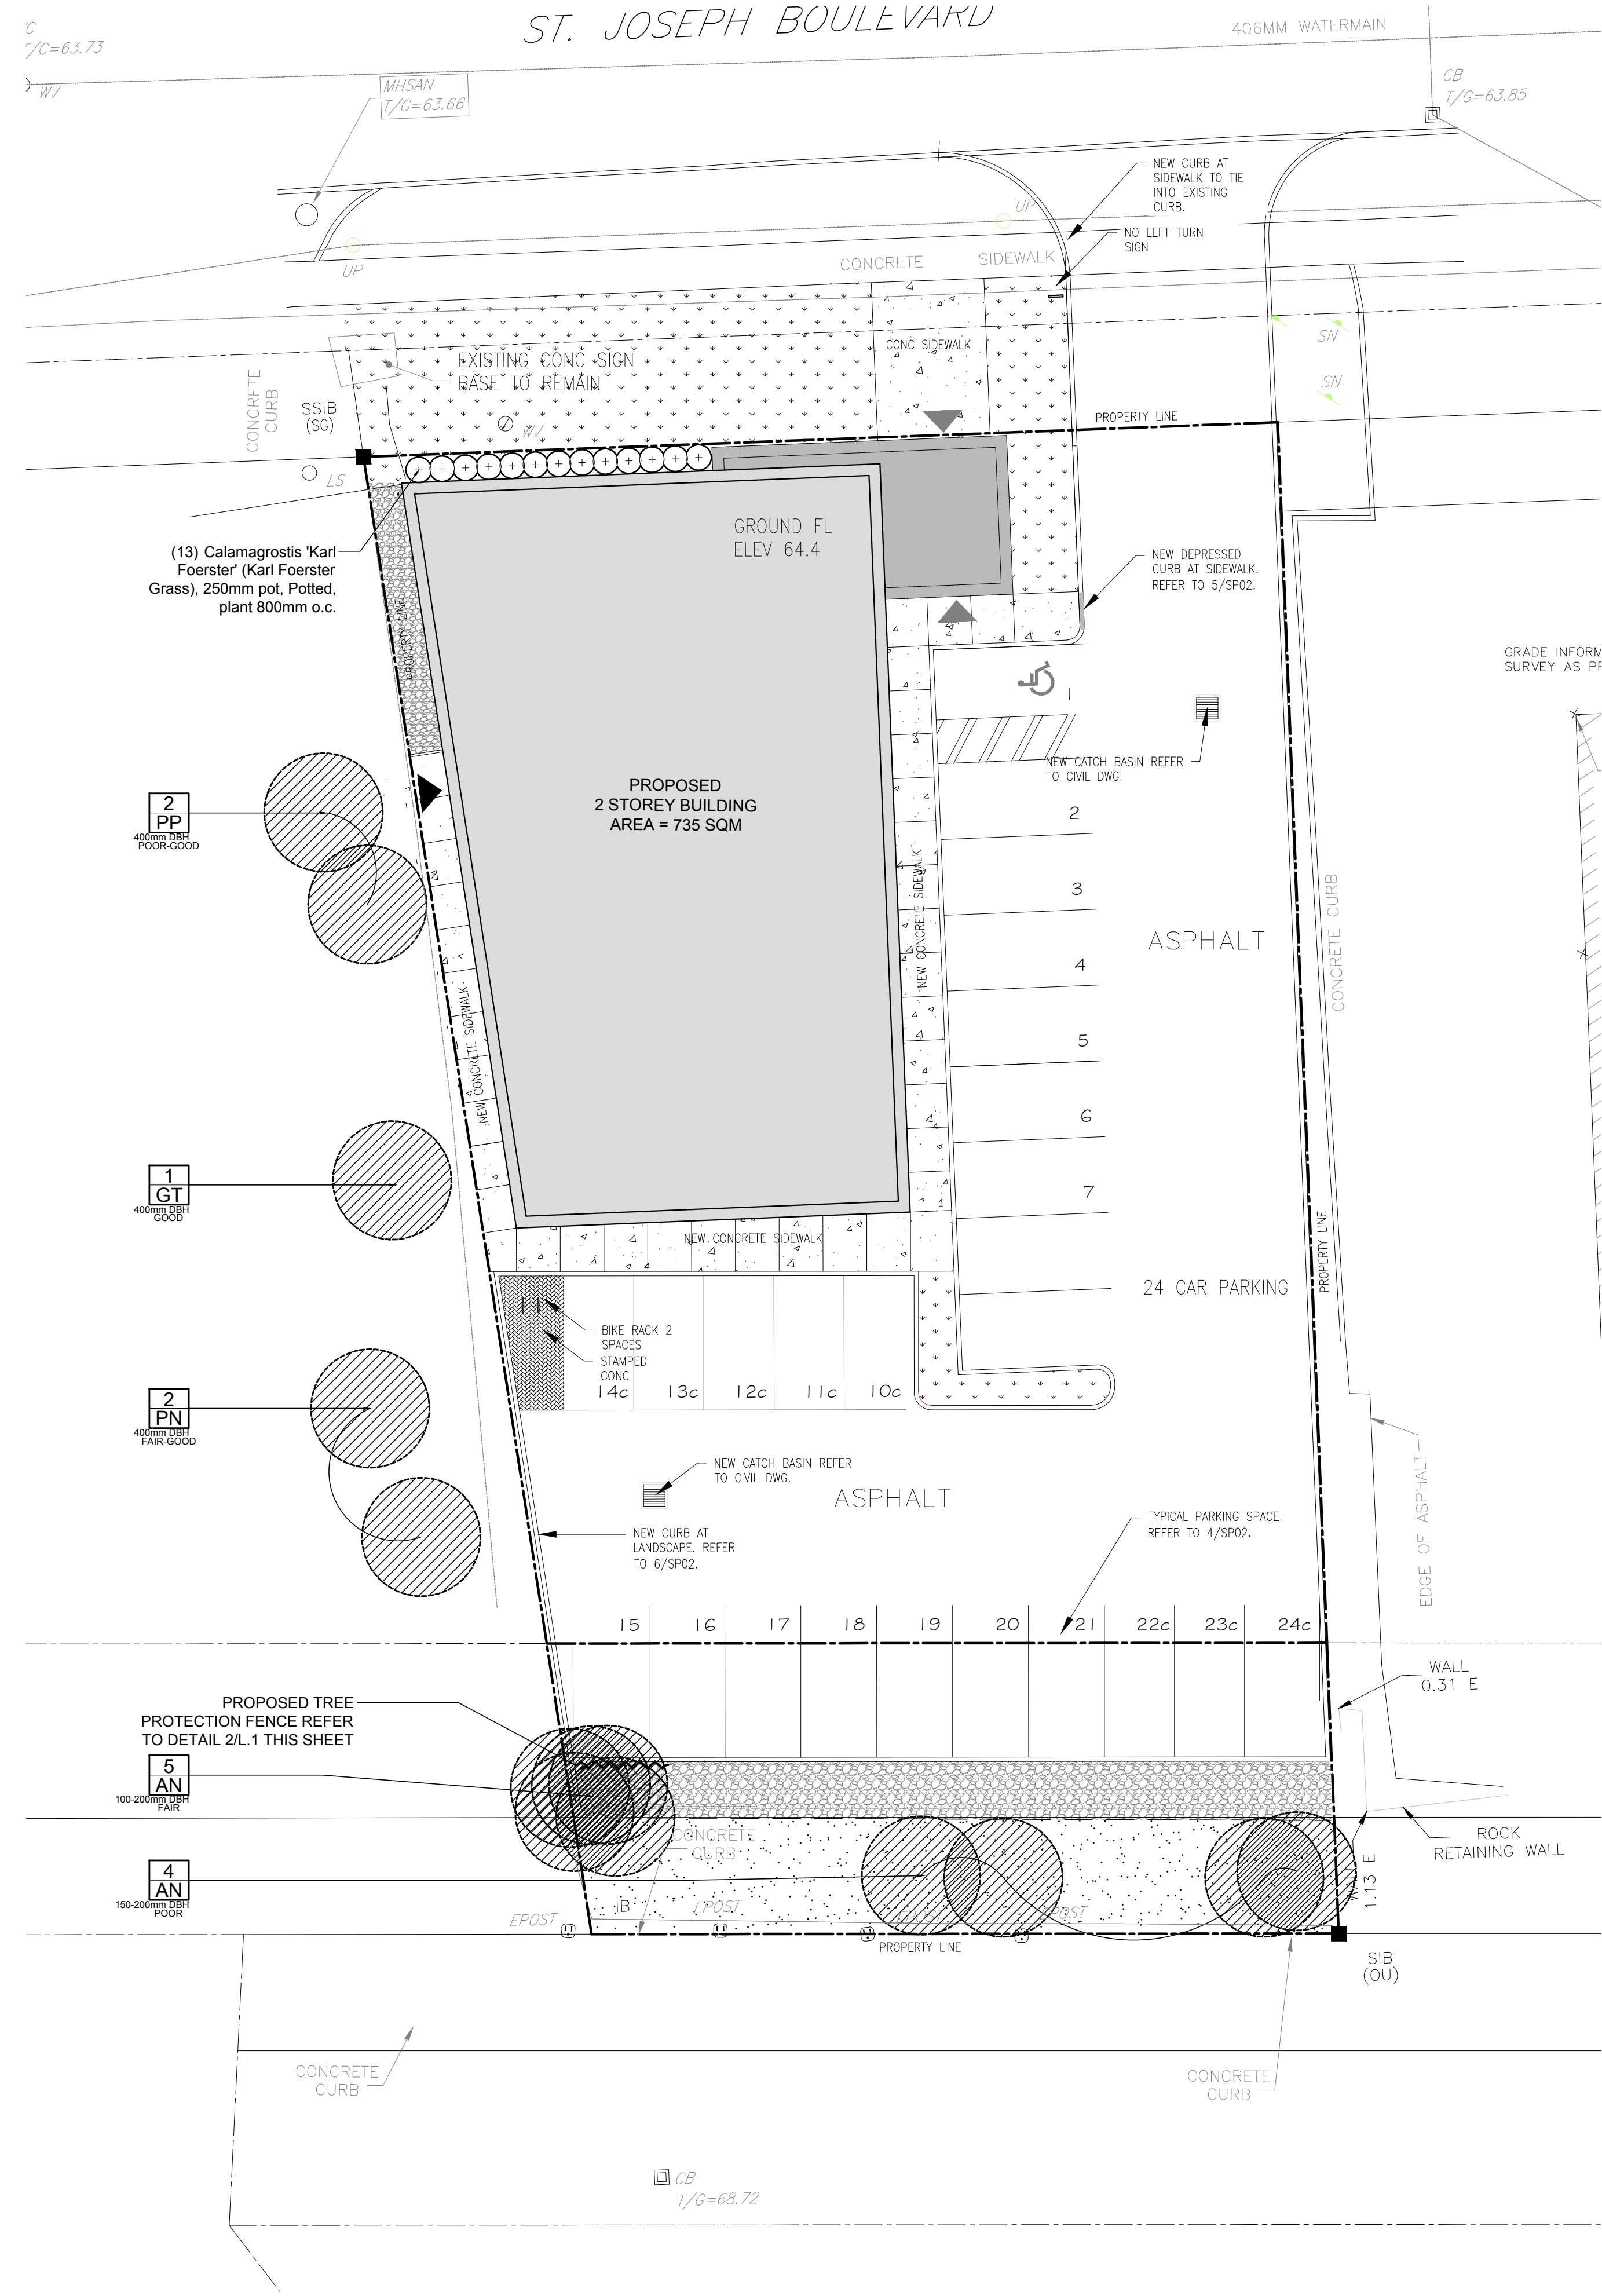 ST. JOSEPH BOULEVARD
406MM WATERMAIN
T/C=63.73
WV
MHSAN
T/G=63.66
CB
T/G=63.85
NEW CURB AT
SIDEWALK TO TIE
INTO EXISTING
CURB.
UP
UP
NO LEFT TURN
SIGN
CONCRETE SIDEWALK
SN
SN
CONC SIDEWALK
EXISTING CONC SIGN
BASE TO REMAIN
CONCRETE
CURB
SSIB
(SG)
WV
LS
PROPERTY LINE
GROUND FL
ELEV 64.4
(13) Calamagrostis 'Karl
Foerster' (Karl Foerster
Grass), 250mm pot, Potted,
plant 800mm o.c.
PROPERTY LINE
NEW DEPRESSED
CURB AT SIDEWALK.
REFER TO 5/SP02.
GRADE INFORM
SURVEY AS PR
1
NEW CATCH BASIN REFER
TO CIVIL DWG.
PROPOSED
2 STOREY BUILDING
AREA = 735 SQM
2
PP
400mm DBH
POOR-GOOD
2
3
4
5
6
7
NEW CONCRETE SIDEWALK
ASPHALT
CONCRETE CURB
NEW CONCRETE SIDEWALK
1
GT
400mm DBH
GOOD
NEW CONCRETE SIDEWALK
24 CAR PARKING
PROPERTY LINE
BIKE RACK 2
SPACES
STAMPED
CONC
14c
13c
12c
11c
10c
2
PN
400mm DBH
FAIR-GOOD
NEW CATCH BASIN REFER
TO CIVIL DWG.
ASPHALT
NEW CURB AT
LANDSCAPE. REFER
TO 6/SP02.
TYPICAL PARKING SPACE.
REFER TO 4/SP02.
EDGE OF ASPHALT
15
16
17
18
19
20
21
22c
23c
24c
WALL
0.31 E
PROPOSED TREE
PROTECTION FENCE REFER
TO DETAIL 2/L.1 THIS SHEET
5
AN
100-200mm DBH
FAIR
CONCRETE
CURB
ROCK
RETAINING WALL
4
AN
150-200mm DBH
POOR
WALL
1.13 E
IB
EPOST
EPOST
PROPERTY LINE
SIB
(OU)
CONCRETE
CURB
CONCRETE
CURB
CB
T/G=68.72